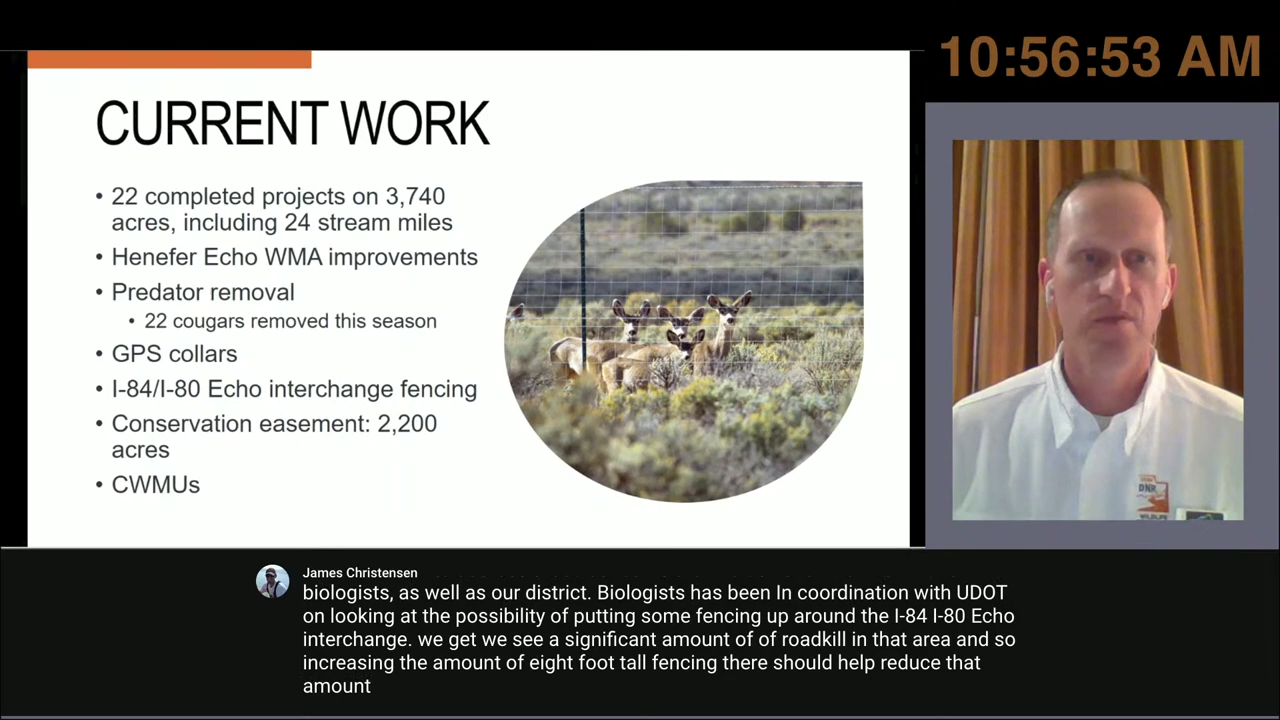 10:56:53 AM
CURRENT WORK
• 22 completed projects on 3,740
acres, including 24 stream miles
• Henefer Echo WMA improvements
• Predator removal
• 22 cougars removed this season
• GPS collars
• I-84/I-80 Echo interchange fencing
• Conservation easement: 2,200
acres
• CWMUs
DNR
WILDLIFE
James Christensen
biologists, as well as our district. Biologists has been In coordination with UDOT
on looking at the possibility of putting some fencing up around the I-84 I-80 Echo
interchange. we get we see a significant amount of of roadkill in that area and so
increasing the amount of eight foot tall fencing there should help reduce that
amount